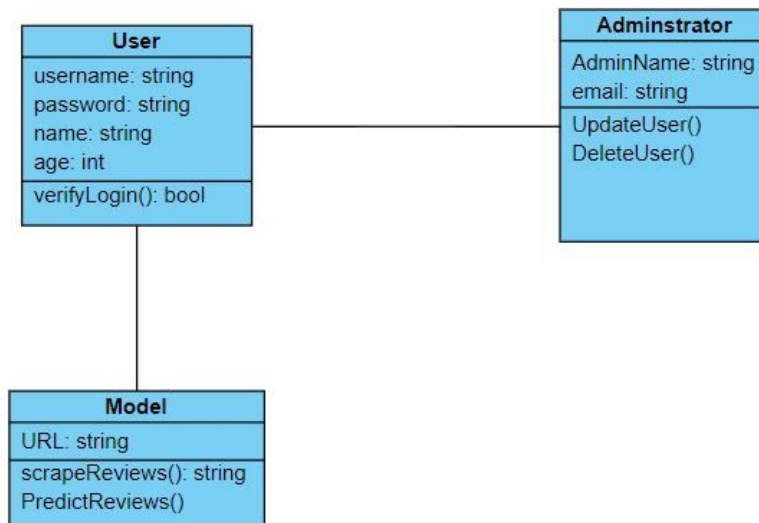 User
username: string
password: string
name: string
age: int
verifyLogin(): bool
Adminstrator
AdminName: string
email: string
UpdateUser()
DeleteUser()
Model
URL: string
scrapeReviews(): string
PredictReviews()